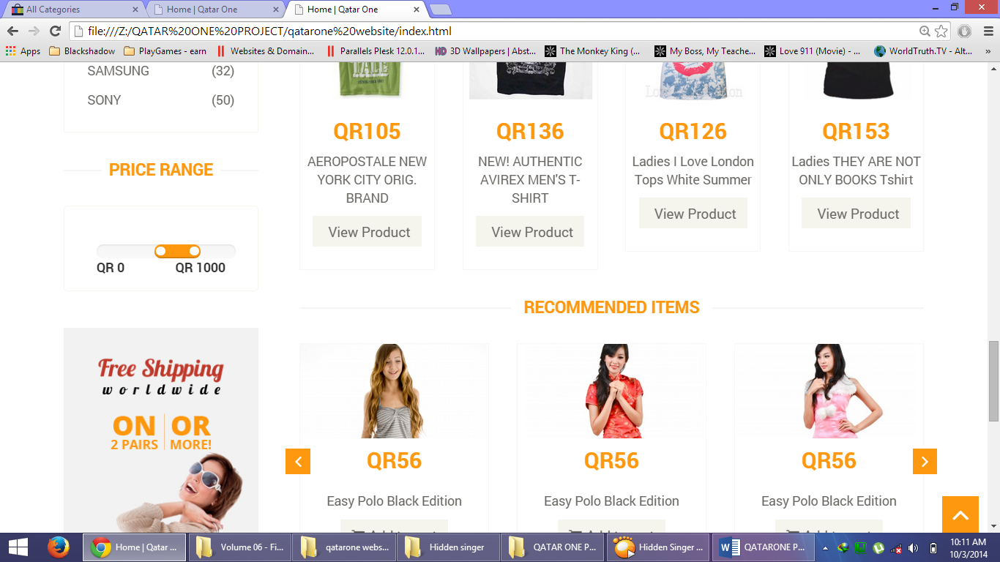 All Categories
Home | Qatar One
Home | Qatar One
file:///Z:/QATAR%20ONE%20PROJECT/qatarone%20website/index.html
Apps
Blackshadow
PlayGames - earn
Websites & Domain...
Parallels Plesk 12.0.1...
HD 3D Wallpapers | Abst...
The Monkey King (...
My Boss, My Teache...
Love 911 (Movie) - ...
WorldTruth.TV - Alt...
»
SAMSUNG (32)
SONY (50)
PRICE RANGE
QR 0 QR 1000
Free Shipping
worldwide
ON OR
2 PAIRS MORE!
QR105
AEROPOSTALE NEW
YORK CITY ORIG.
BRAND
View Product
QR136
NEW! AUTHENTIC
AVIREX MEN'S T-
SHIRT
View Product
QR126
Ladies I Love London
Tops White Summer
View Product
QR153
Ladies THEY ARE NOT
ONLY BOOKS Tshirt
View Product
RECOMMENDED ITEMS
QR56
Easy Polo Black Edition
QR56
Easy Polo Black Edition
QR56
Easy Polo Black Edition
Home | Qatar ...
Volume 06 - Fi...
qatarone webs...
Hidden singer
QATAR ONE P...
Hidden Singer ...
QATARONE P...
10:11 AM
10/3/2014